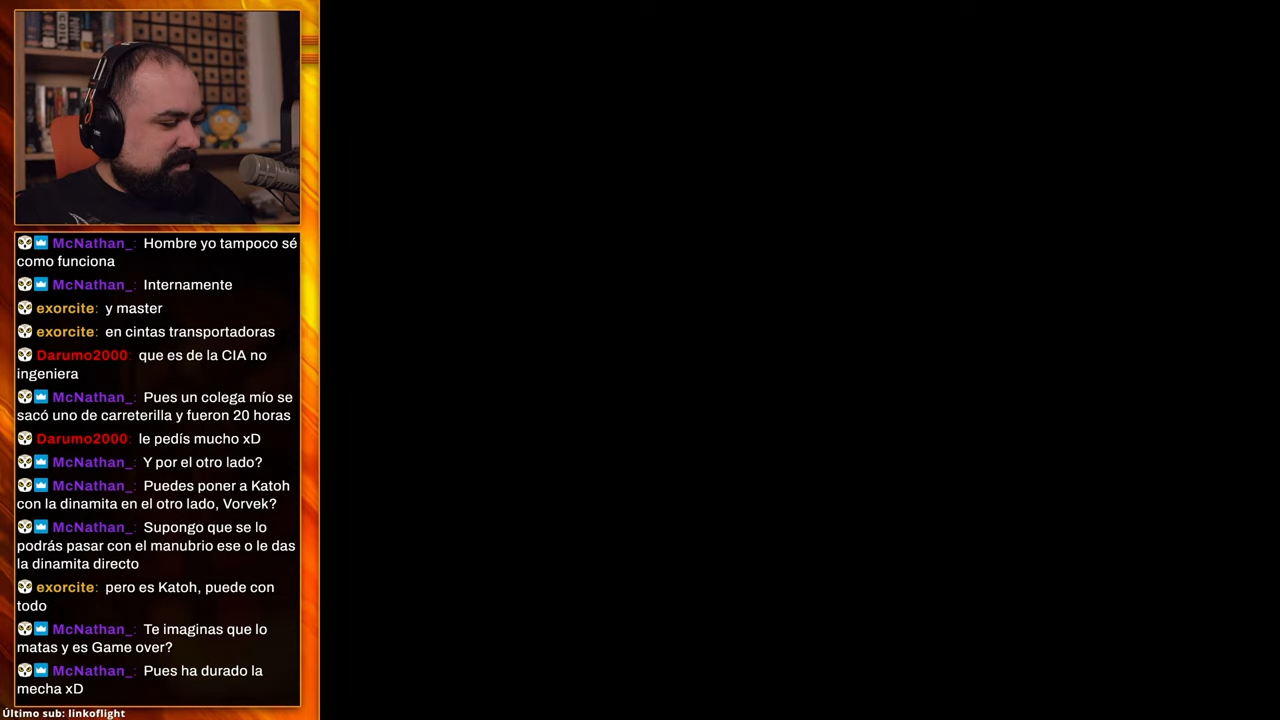 McNathan_: Hombre yo tampoco sé
como funciona
McNathan_: Internamente
exorcite: y master
exorcite: en cintas transportadoras
Darumo2000: que es de la CIA no
ingeniera
McNathan_: Pues un colega mío se
sacó uno de carreterilla y fueron 20 horas
Darumo2000: le pedís mucho xD
McNathan_: Y por el otro lado?
McNathan_: Puedes poner a Katoh
con la dinamita en el otro lado, Vorvek?
McNathan_: Supongo que se lo
podrás pasar con el manubrio ese o le das
la dinamita directo
exorcite: pero es Katoh, puede con
todo
McNathan_: Te imaginas que lo
matas y es Game over?
McNathan_: Pues ha durado la
mecha xD
Último sub: linkoflight